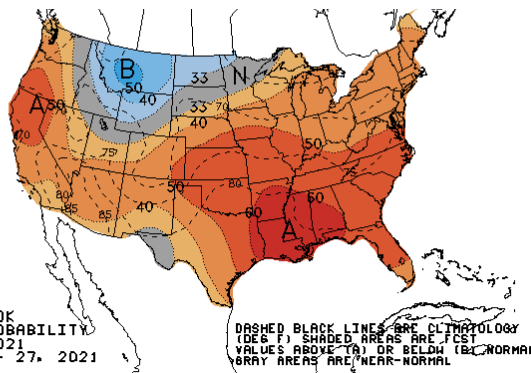 B
N
33
50
40
A
50
33
70
40
70
75
50
75
80
50
80
85
85
40
60
60
A
OK
OBABILITY
021
27, 2021
DASHED BLACK LINES ARE CLIMATOLOGY
(DEG F) SHADED AREAS ARE FCST
VALUES ABOVE (A) OR BELOW (B) NORMAL
GRAY AREAS ARE NEAR-NORMAL